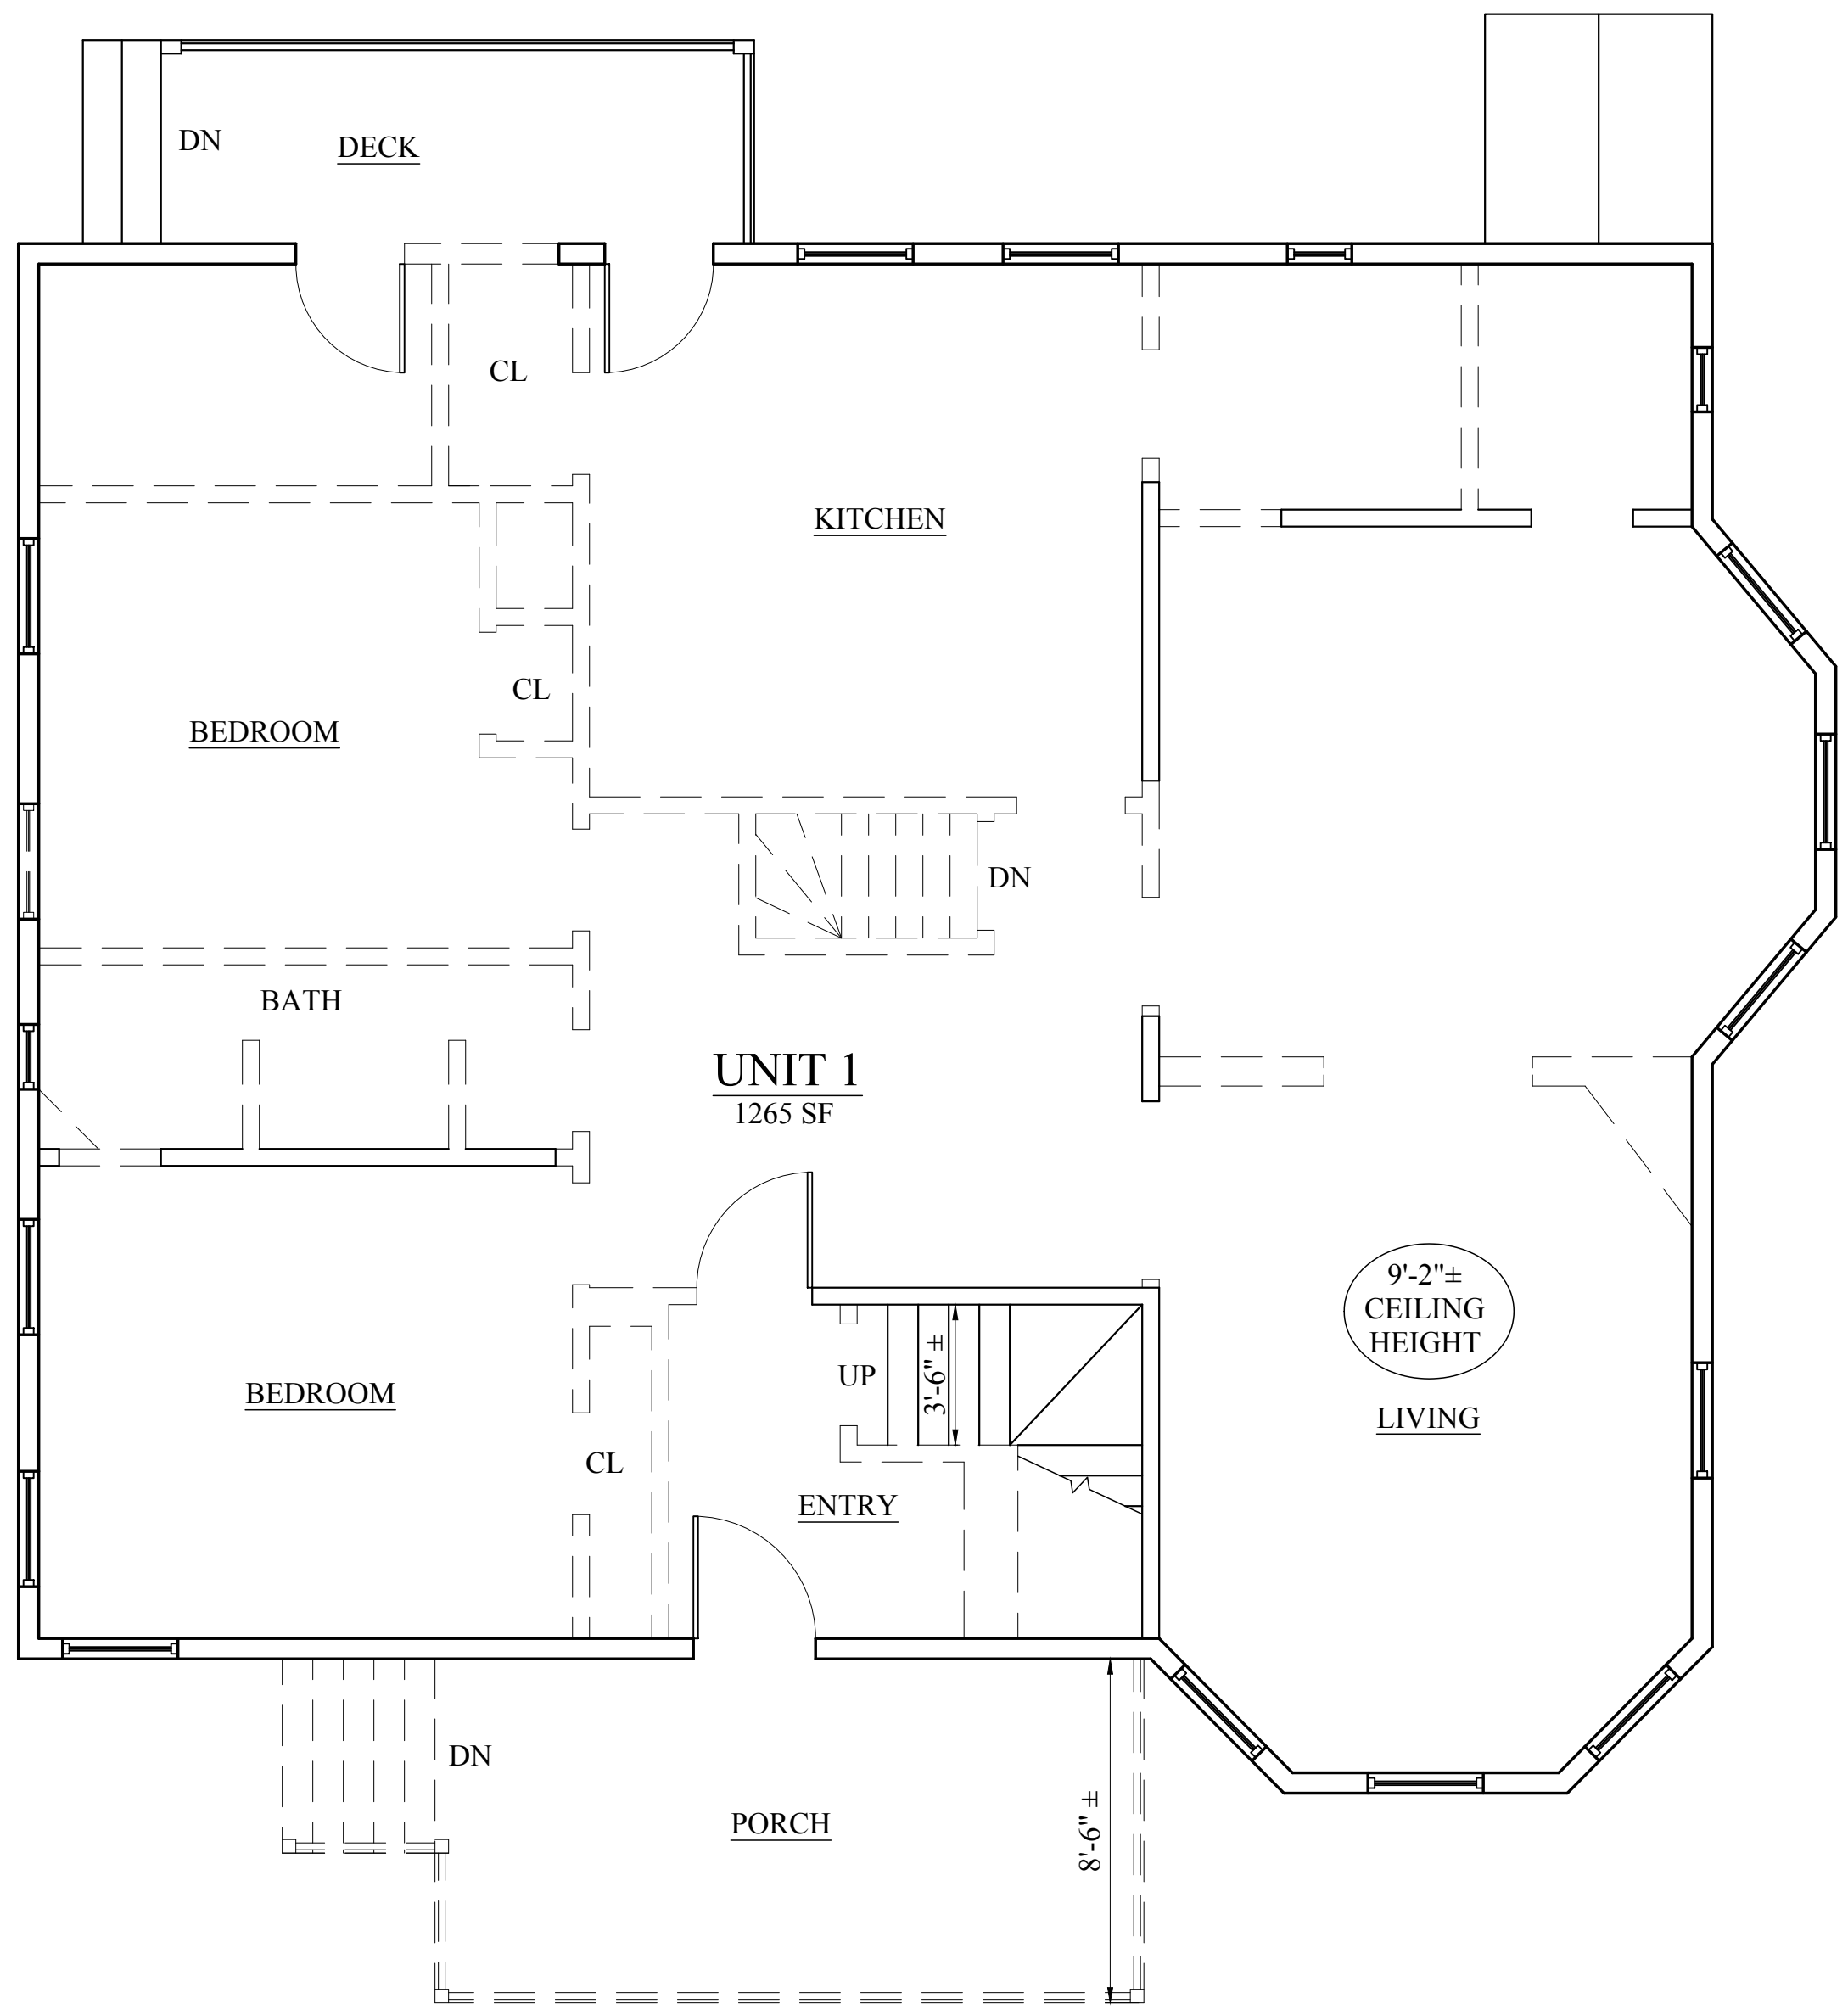 DN
DECK
CL
KITCHEN
CL
BEDROOM
DN
BATH
UNIT 1
1265 SF
9'-2"±
CEILING
HEIGHT
UP
3'-6" ±
BEDROOM
LIVING
CL
ENTRY
DN
PORCH
8'-6" ±